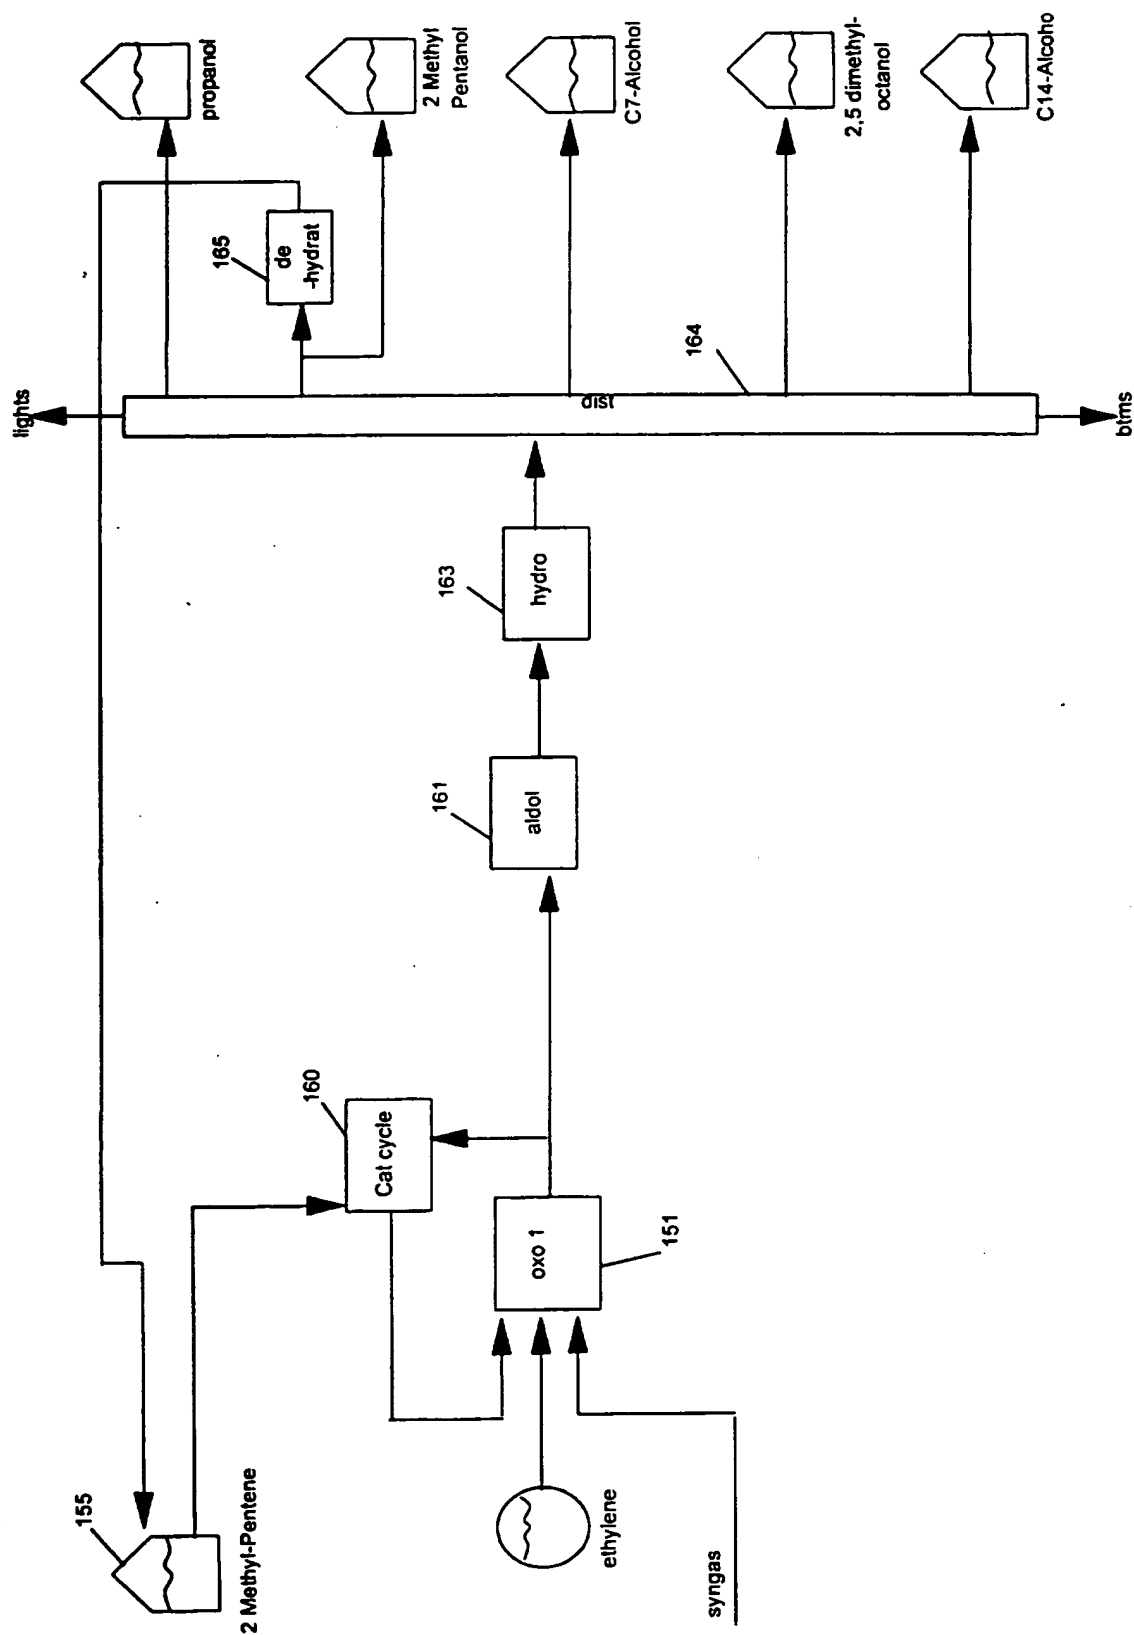 155
2 Methyl-Pentene
ethylene
syngas
160
Cat cycle
oxo 1
151
161
aldol
163
hydro
lights
dist
164
btms
165
de
-hydrat
propanol
2 Methyl
Pentanol
C7-Alcohol
2,5 dimethyl-
octanol
C14-Alcoho